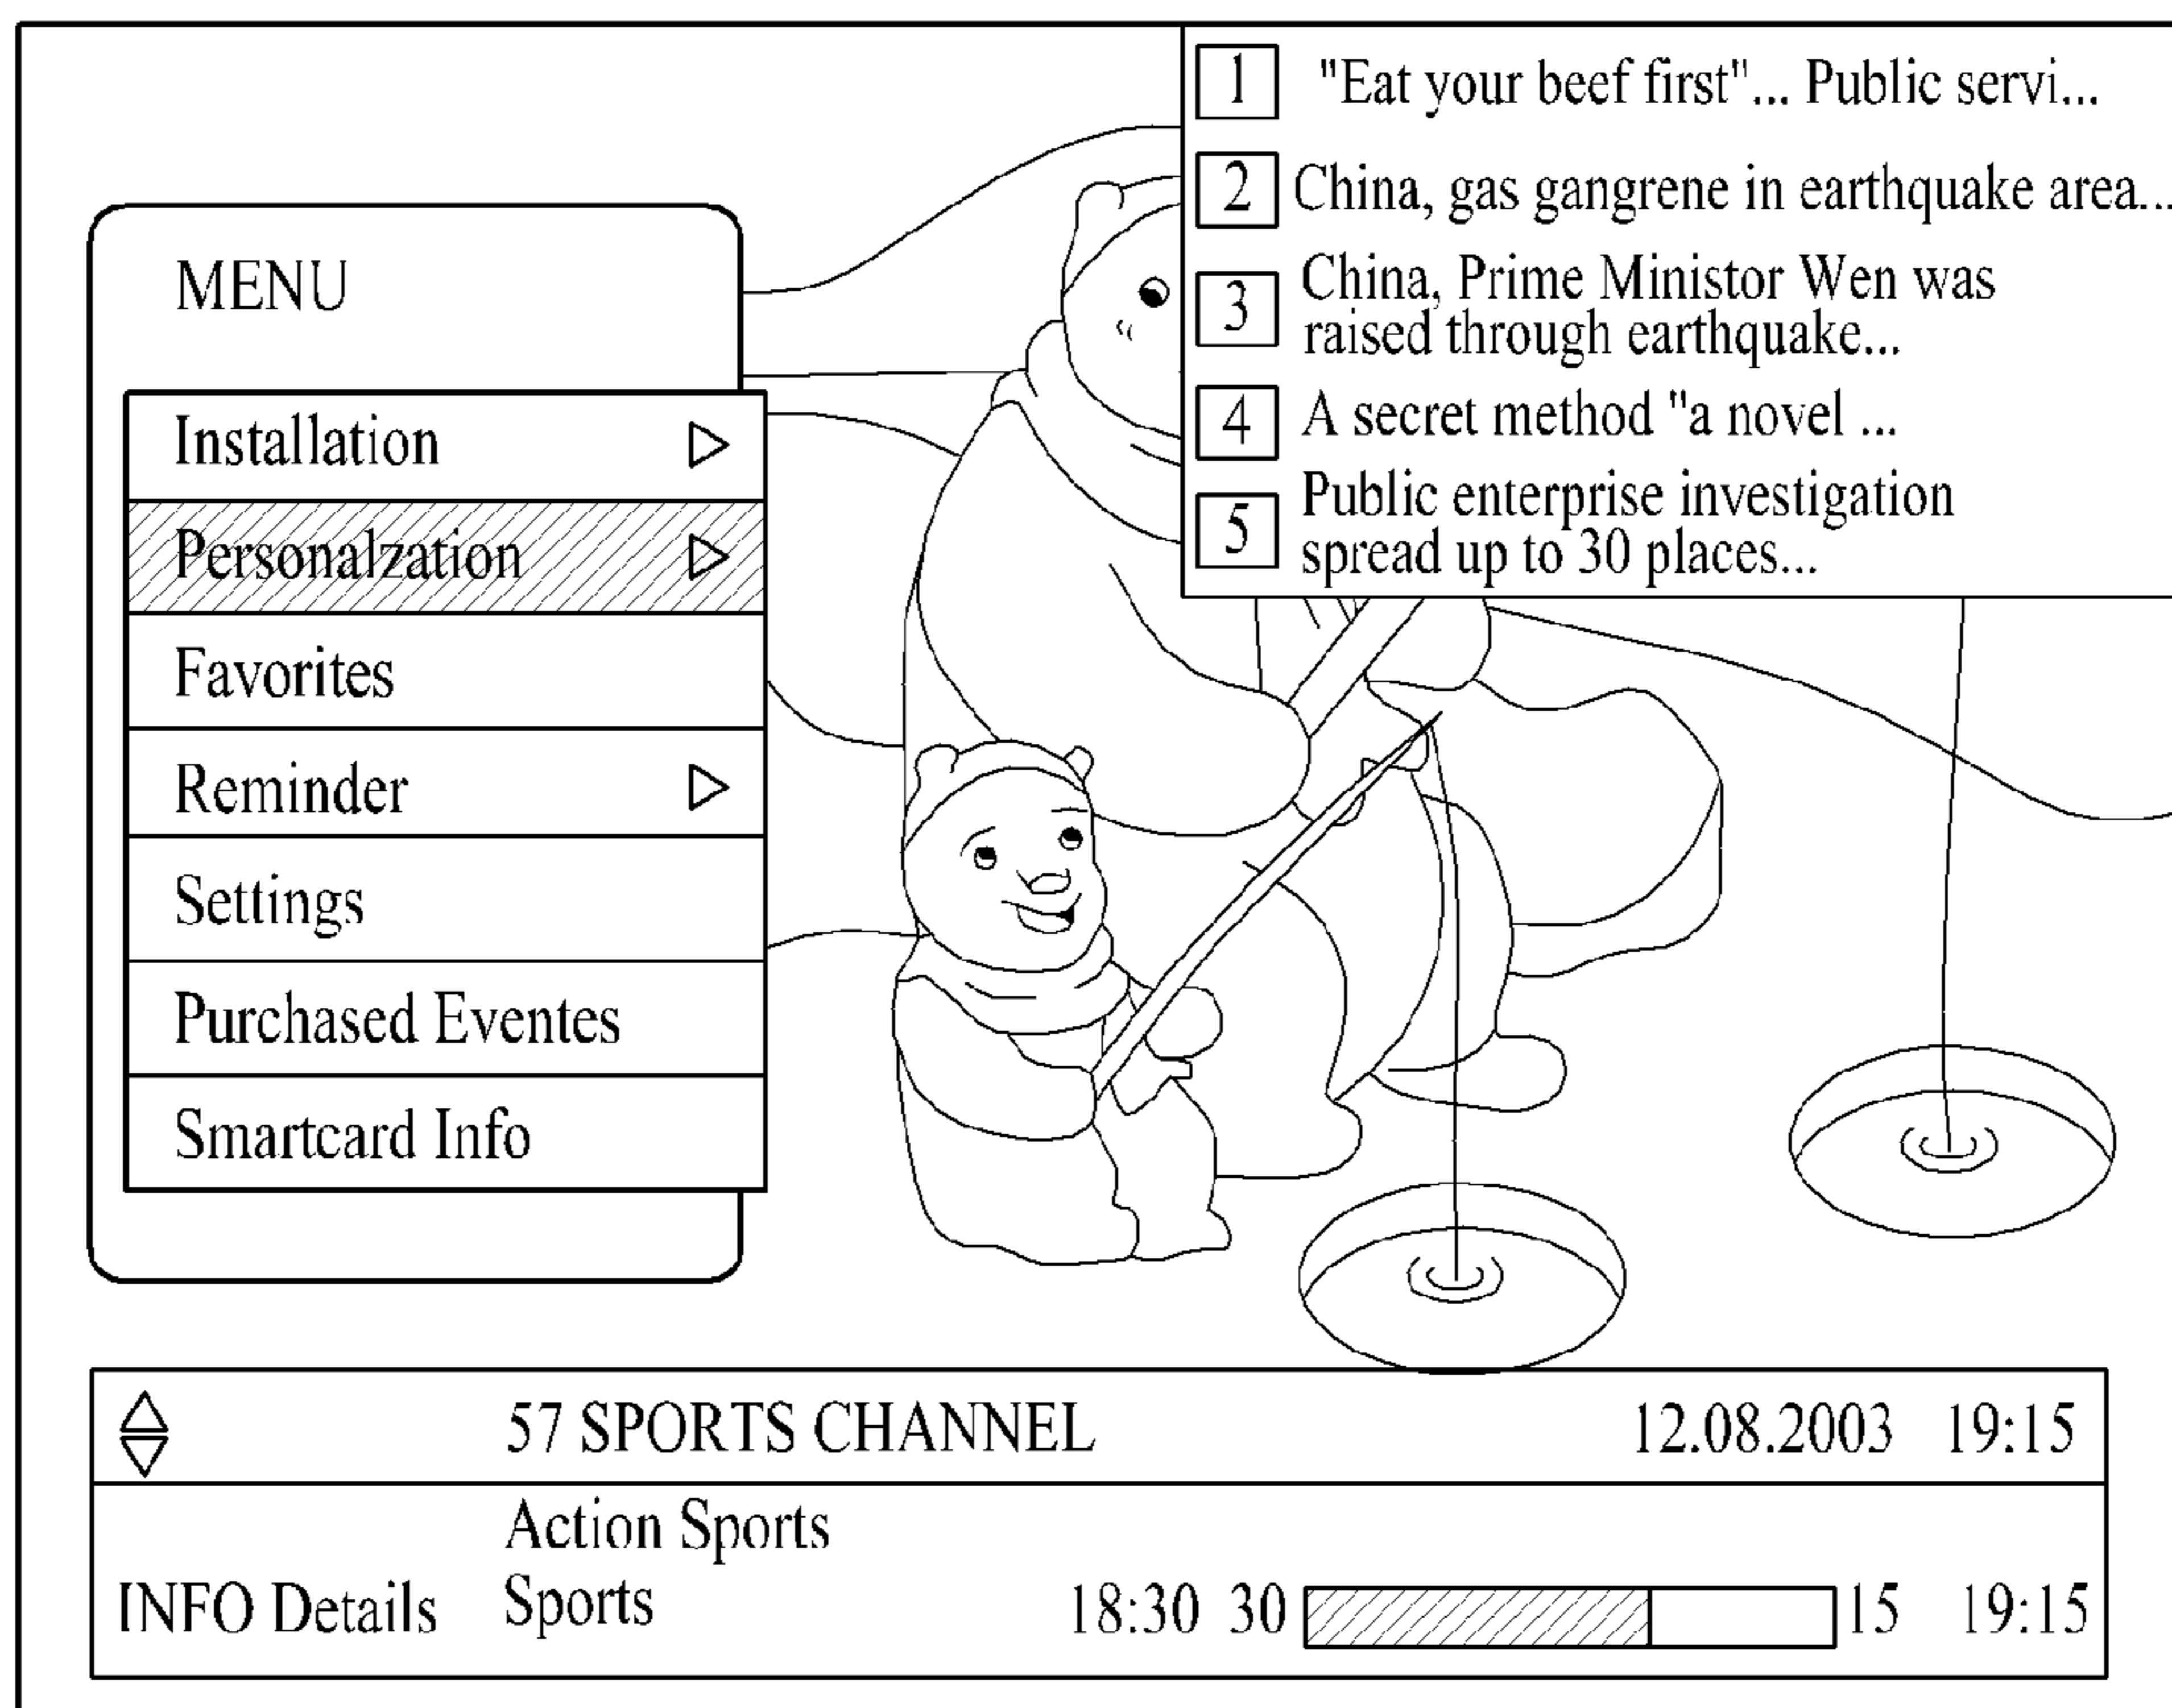 1 "Eat your beef first"... Public servi...
2 China, gas gangrene in earthquake area...
3 China, Prime Ministor Wen was
raised through earthquake...
4 A secret method "a novel ...
5 Public enterprise investigation
spread up to 30 places...
MENU
Installation
Personalzation
Favorites
Reminder
Settings
Purchased Eventes
Smartcard Info
57 SPORTS CHANNEL 12.08.2003 19:15
Action Sports
INFO Details Sports 18:30 30 15 19:15